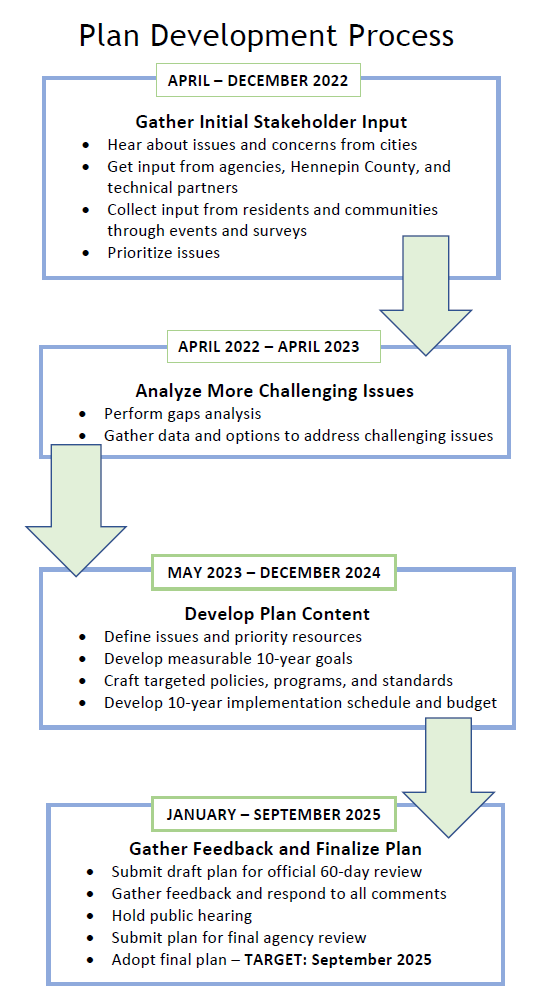 Plan Development Process
APRIL – DECEMBER 2022
Gather Initial Stakeholder Input
• Hear about issues and concerns from cities
• Get input from agencies, Hennepin County, and
technical partners
• Collect input from residents and communities
through events and surveys
• Prioritize issues
APRIL 2022 – APRIL 2023
Analyze More Challenging Issues
• Perform gaps analysis
• Gather data and options to address challenging issues
MAY 2023 – DECEMBER 2024
Develop Plan Content
• Define issues and priority resources
• Develop measurable 10-year goals
• Craft targeted policies, programs, and standards
• Develop 10-year implementation schedule and budget
JANUARY – SEPTEMBER 2025
Gather Feedback and Finalize Plan
• Submit draft plan for official 60-day review
• Gather feedback and respond to all comments
• Hold public hearing
• Submit plan for final agency review
• Adopt final plan – TARGET: September 2025